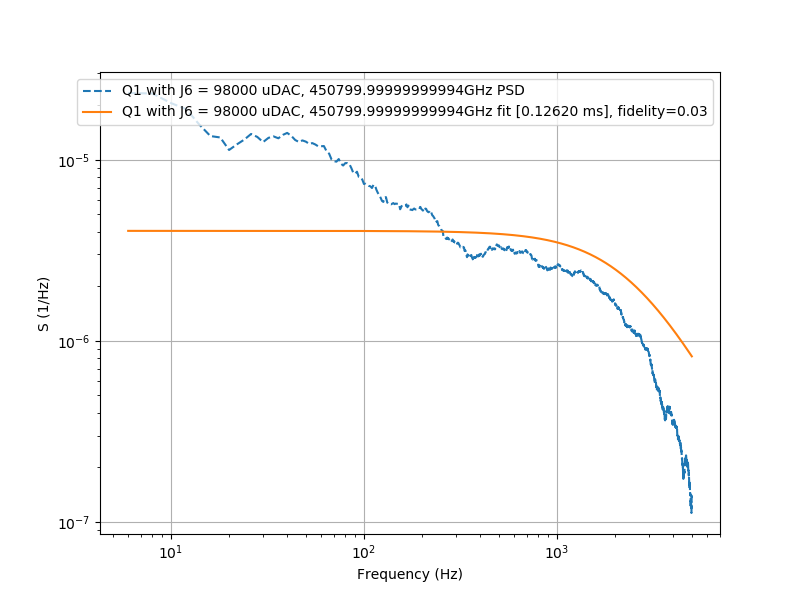 Q1 with J6 = 98000 uDAC, 450799.99999999994GHz PSD
Q1 with J6 = 98000 uDAC, 450799.99999999994GHz fit [0.12620 ms], fidelity=0.03
10⁻⁵
10⁻⁶
10⁻⁷
S (1/Hz)
10¹ 10² 10³
Frequency (Hz)